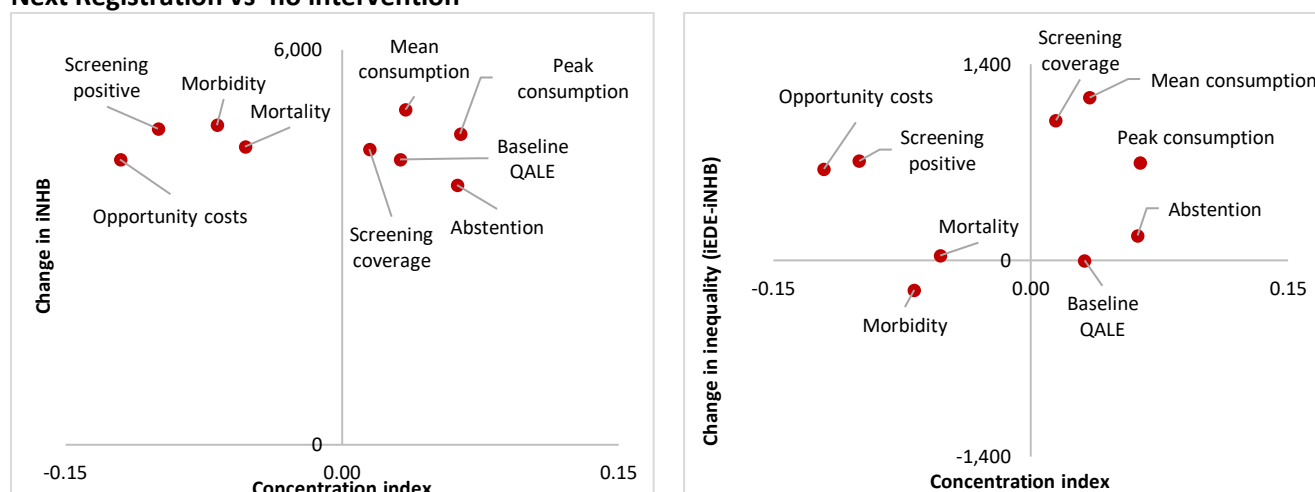 Next Registration vs no intervention
6,000
Mean
consumption
Peak
consumption
Screening
positive
Morbidity
Mortality
Baseline
QALE
Opportunity costs
Abstention
Screening
coverage
Change in iNHB
0
-0.15
0.00
0.15
Concentration index
Screening
coverage
1,400
Mean consumption
Opportunity costs
Peak consumption
Screening
positive
Abstention
Mortality
0
-0.15
0.00
0.15
Morbidity
Baseline
QALE
Change in inequality (iEDE-iNHB)
-1,400
Concentration index